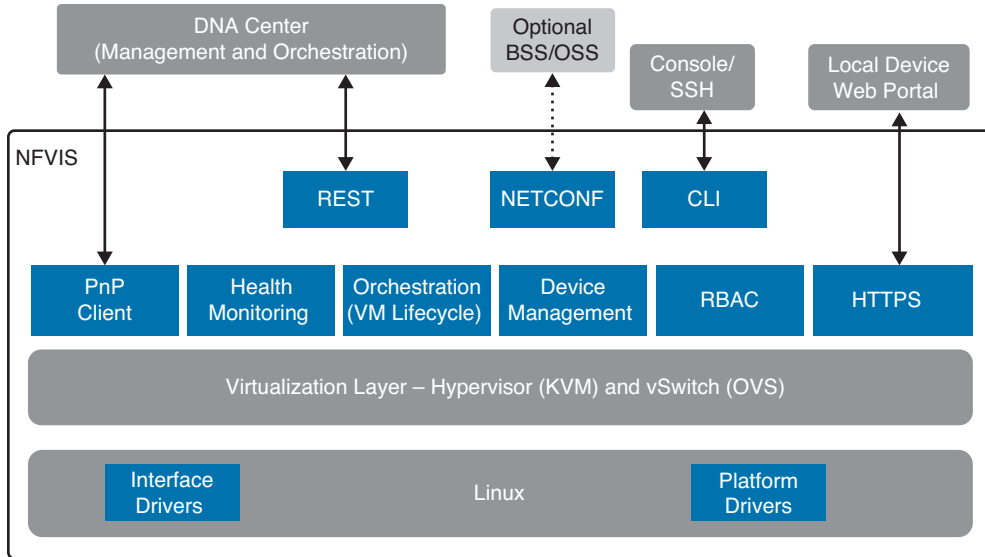 DNA Center
(Management and Orchestration)
Optional
BSS/OSS
Console/
SSH
Local Device
Web Portal
NFVIS
REST
NETCONF
CLI
PnP
Client
Health
Monitoring
Orchestration
(VM Lifecycle)
Device
Management
RBAC
HTTPS
Virtualization Layer – Hypervisor (KVM) and vSwitch (OVS)
Interface
Drivers
Linux
Platform
Drivers